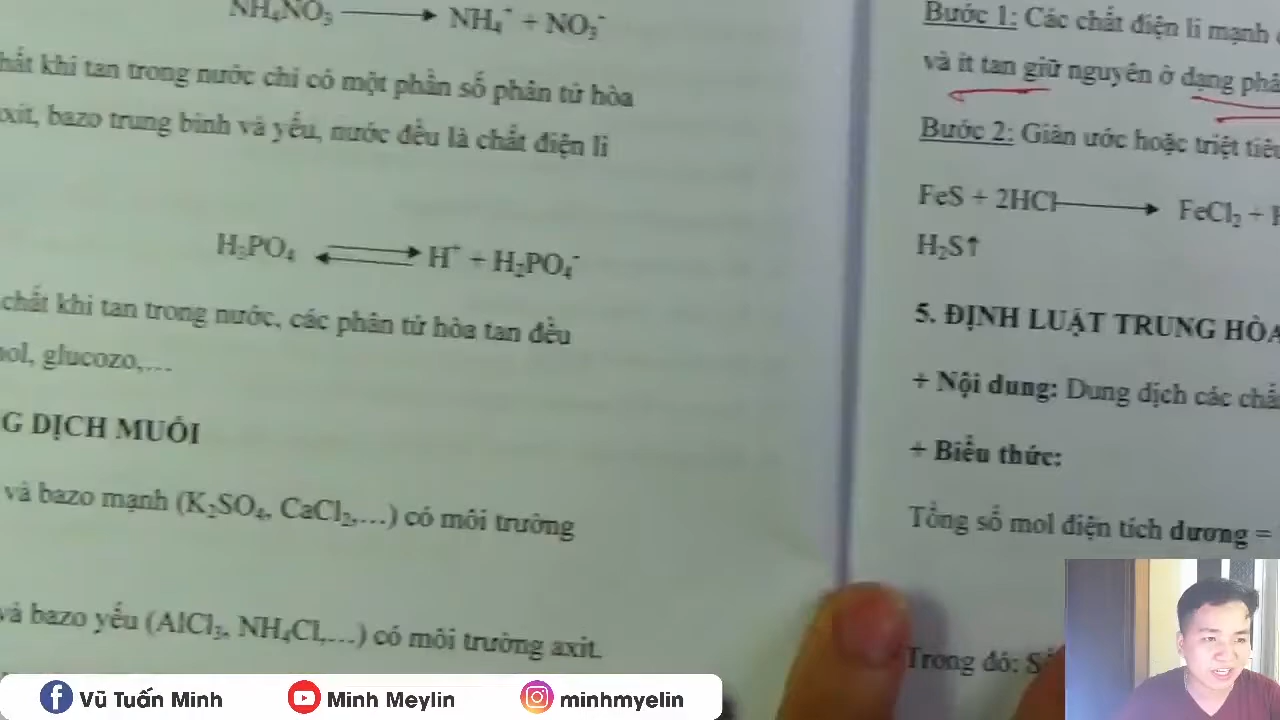 NH₄NO₃ ⟶ NH₄⁺ + NO₃⁻
chất khi tan trong nước chỉ có một phần số phân tử hòa
axit, bazo trung bình và yếu, nước đều là chất điện li
H₃PO₄ ⇌ H⁺ + H₂PO₄⁻
chất khi tan trong nước, các phân tử hòa tan đều
glucozo,...
DỊCH MUỐI
và bazo mạnh (K₂SO₄, CaCl₂,...) có môi trường
và bazo yếu (AlCl₃, NH₄Cl,...) có môi trường axit.
Bước 1: Các chất điện li mạnh
và ít tan giữ nguyên ở dạng
Bước 2: Giản ước hoặc triệt tiêu
FeS + 2HCl ⟶ FeCl₂ +
H₂S↑
5. ĐỊNH LUẬT TRUNG HÒA
+ Nội dung: Dung dịch các
+ Biểu thức:
Tổng số mol điện tích dương =
Trong đó:
Vũ Tuấn Minh
Minh Meylin
minhmyelin